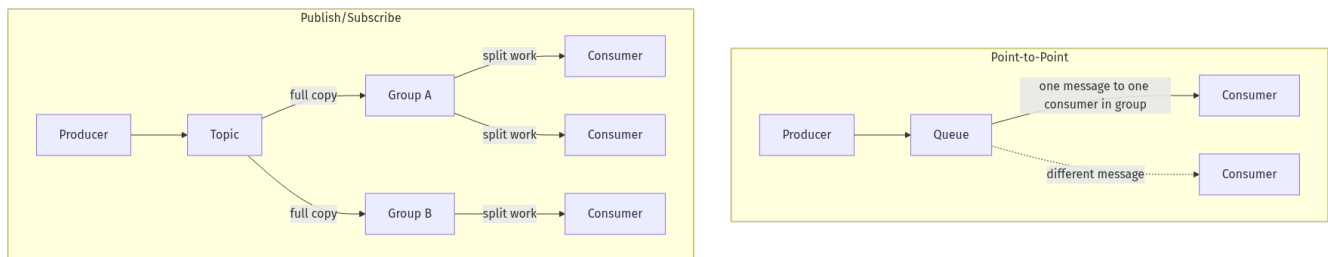 Publish/Subscribe
Producer
Topic
full copy
full copy
Group A
Group B
split work
split work
split work
Consumer
Consumer
Consumer
Point-to-Point
Producer
Queue
one message to one
consumer in group
different message
Consumer
Consumer